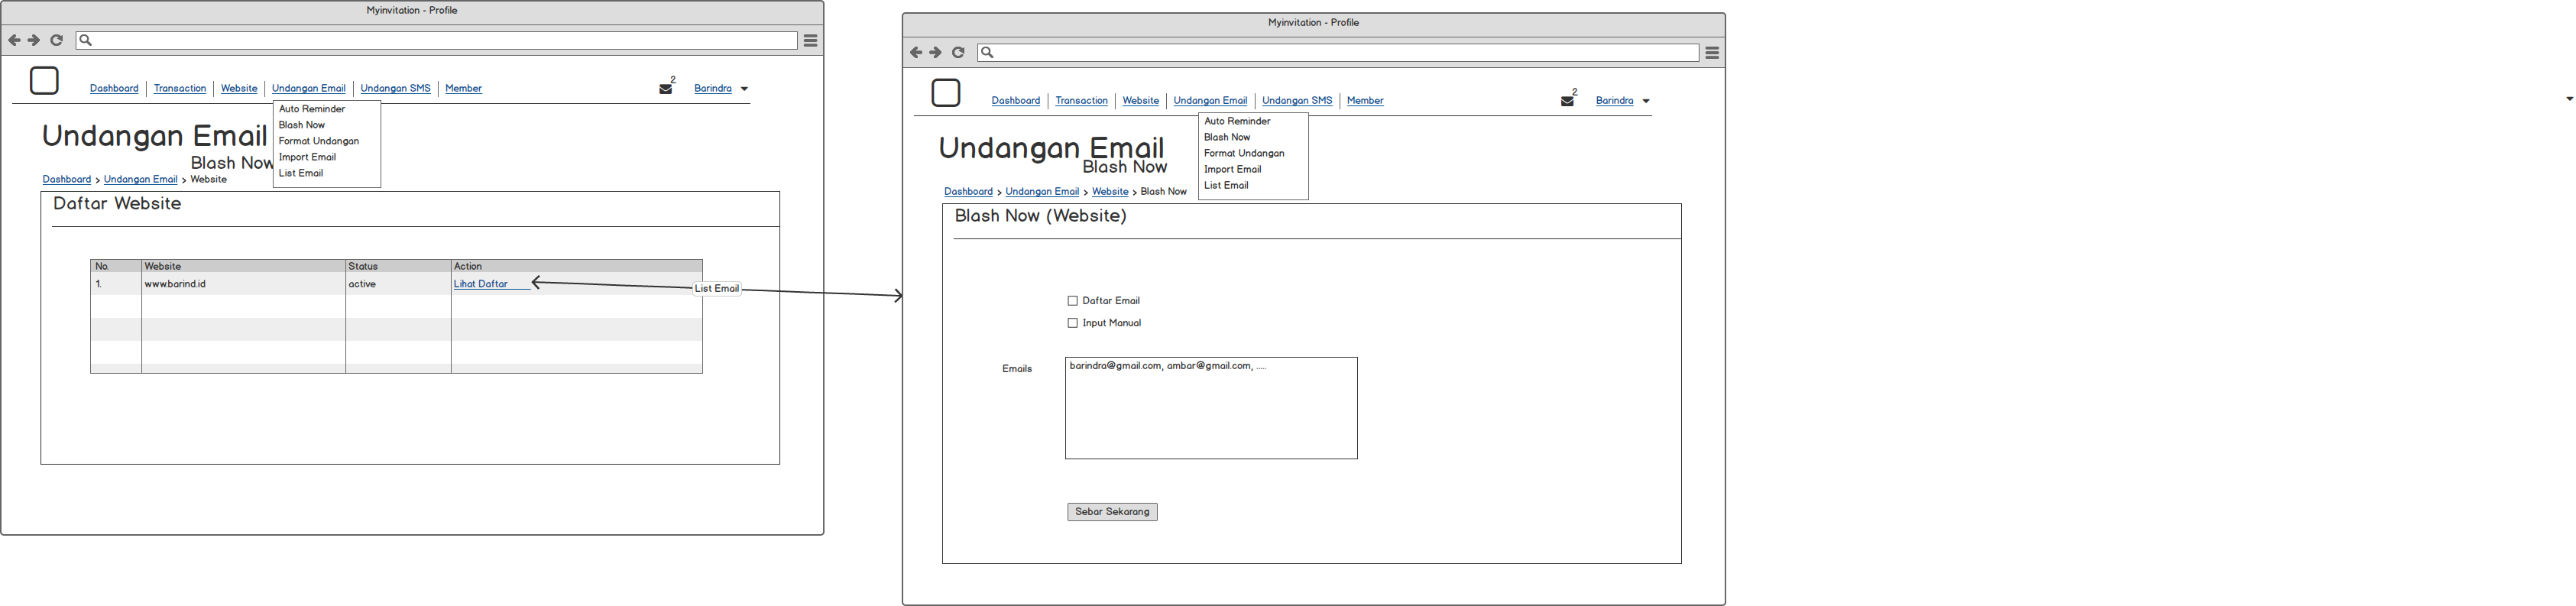 Myinvitation - Profile
Dashboard Transaction Website Undangan Email Undangan SMS Member 2 Barindra
Auto Reminder
Blash Now
Format Undangan
Import Email
List Email
Undangan Email
Blash Now
Dashboard > Undangan Email > Website
Daftar Website
No. Website Status Action
1. www.barind.id active Lihat Daftar
List Email
Myinvitation - Profile
Dashboard Transaction Website Undangan Email Undangan SMS Member 2 Barindra
Auto Reminder
Blash Now
Format Undangan
Import Email
List Email
Undangan Email
Blash Now
Dashboard > Undangan Email > Website > Blash Now
Blash Now (Website)
Daftar Email
Input Manual
Emails barindra@gmail.com, ambar@gmail.com, .....
Sebar Sekarang